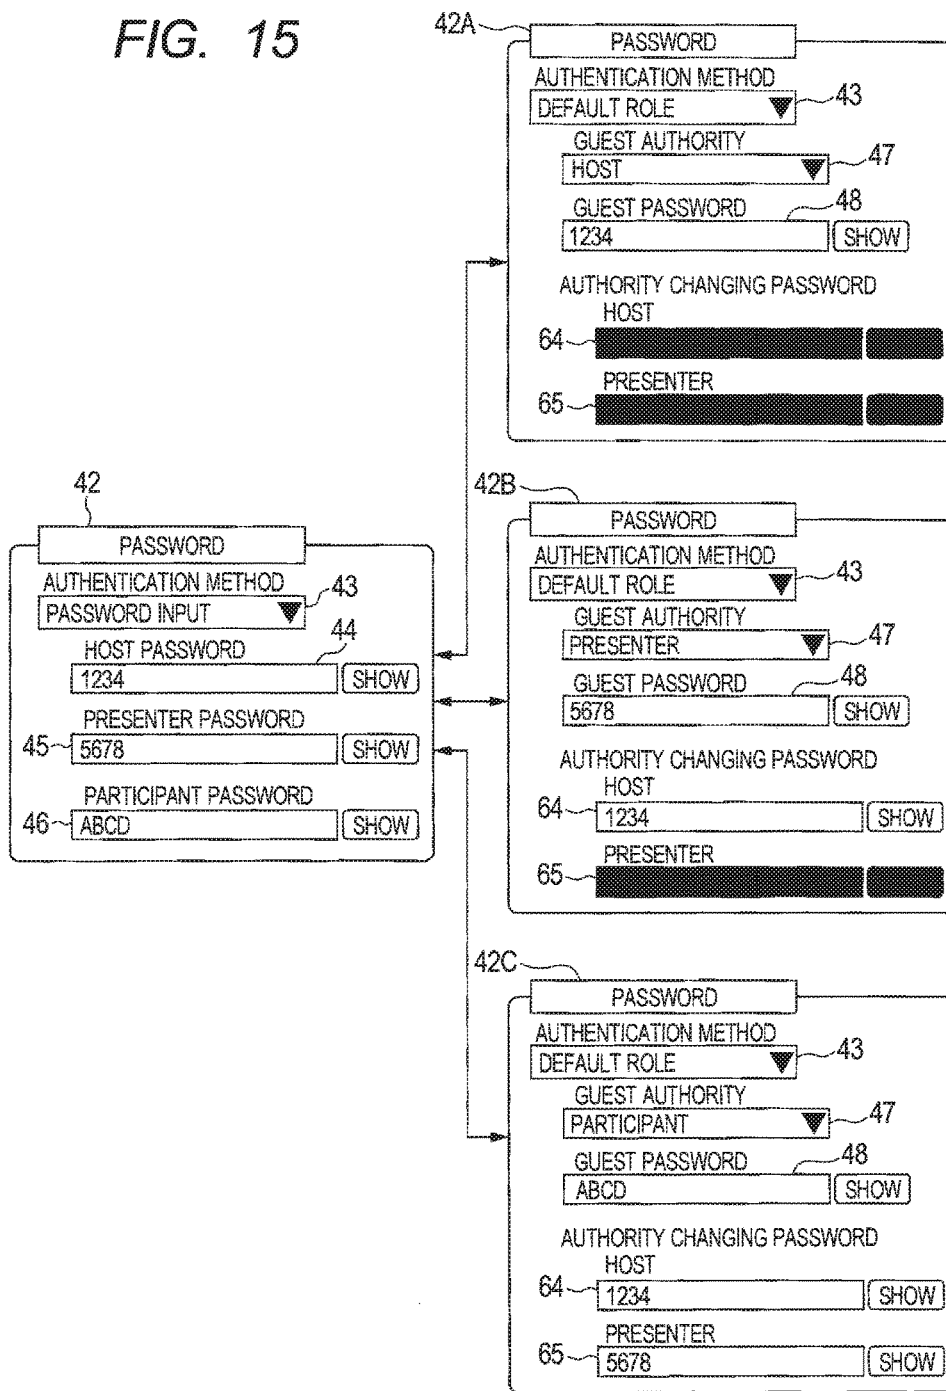 FIG. 15
42A
PASSWORD
AUTHENTICATION METHOD
DEFAULT ROLE
43
GUEST AUTHORITY
HOST
47
GUEST PASSWORD
48
1234
SHOW
AUTHORITY CHANGING PASSWORD
HOST
64
PRESENTER
65
42
PASSWORD
AUTHENTICATION METHOD
PASSWORD INPUT
43
HOST PASSWORD
44
1234
SHOW
PRESENTER PASSWORD
45
5678
SHOW
PARTICIPANT PASSWORD
46
ABCD
SHOW
42B
PASSWORD
AUTHENTICATION METHOD
DEFAULT ROLE
43
GUEST AUTHORITY
PRESENTER
47
GUEST PASSWORD
48
5678
SHOW
AUTHORITY CHANGING PASSWORD
HOST
64
1234
SHOW
PRESENTER
65
42C
PASSWORD
AUTHENTICATION METHOD
DEFAULT ROLE
43
GUEST AUTHORITY
PARTICIPANT
47
GUEST PASSWORD
48
ABCD
SHOW
AUTHORITY CHANGING PASSWORD
HOST
64
1234
SHOW
PRESENTER
65
5678
SHOW